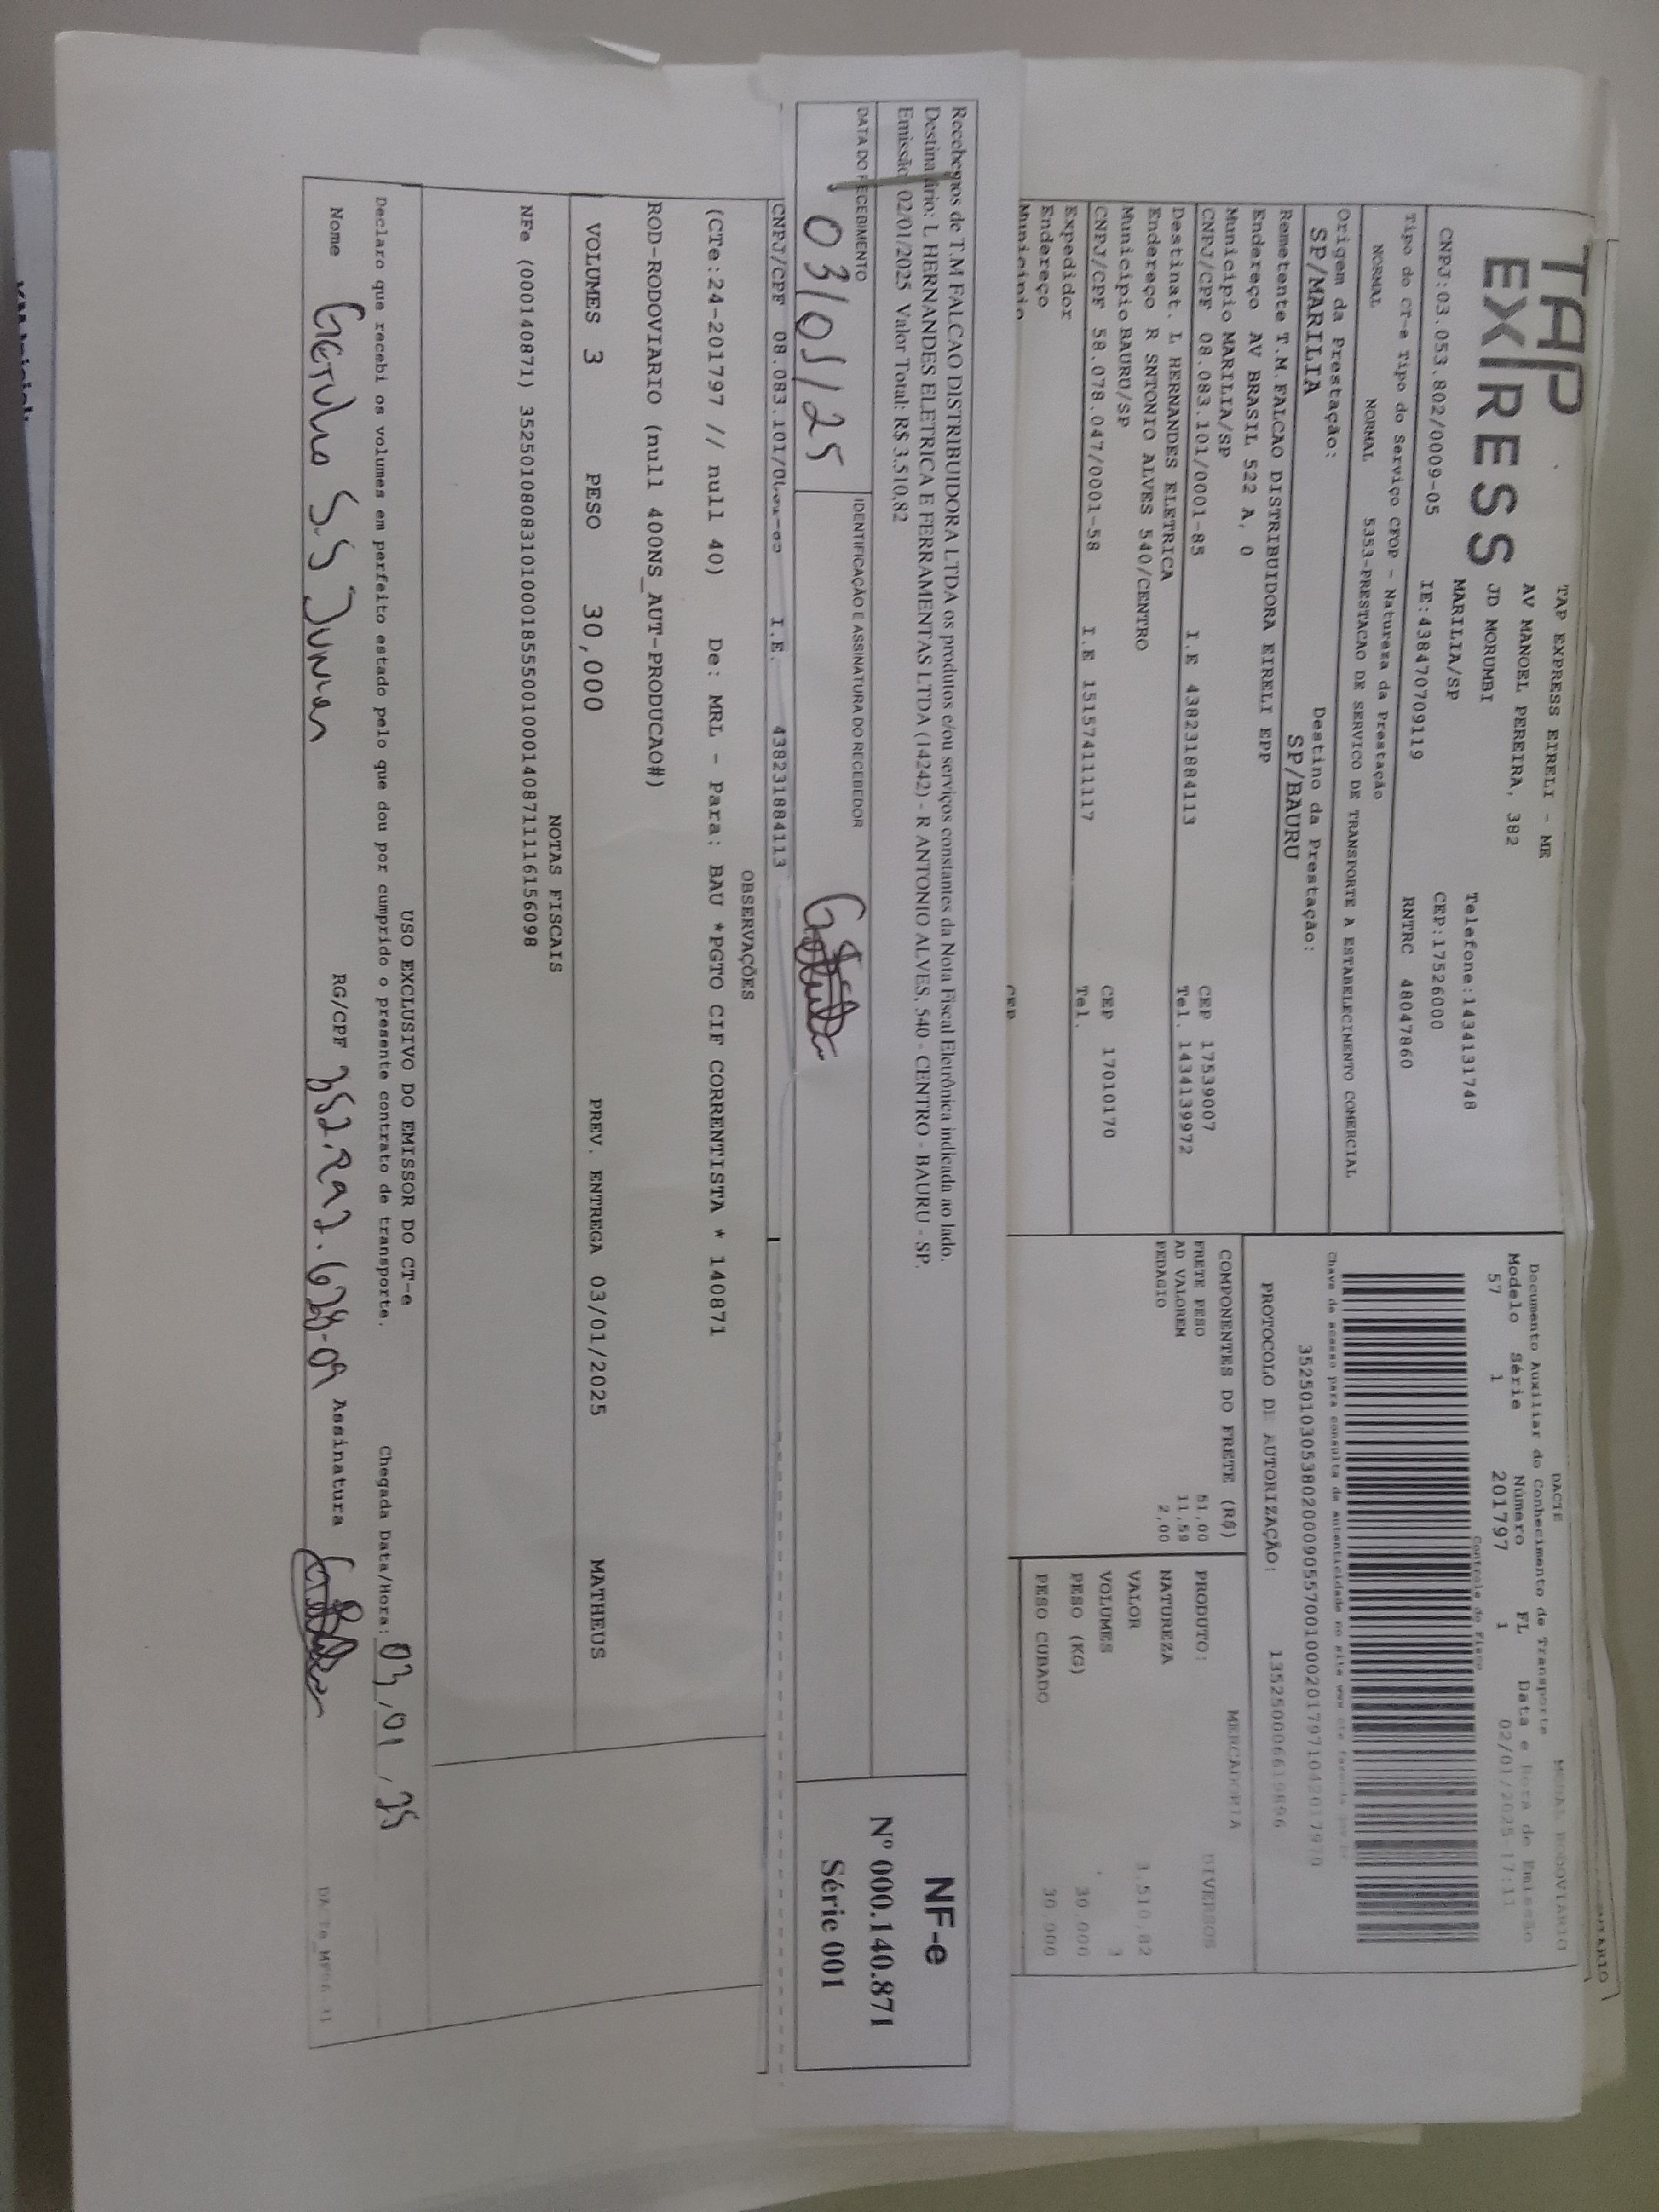 TAP
EXPRESS
TAP EXPRESS EIRELI - ME
AV MANOEL PEREIRA, 382
JD MORUMBI
MARILIA/SP
Telefone:1434131748
CEP:17526000
CNPJ:03.053.802/0009-05 IE:438470709119 RNTRC 48047860
Tipo do CT-e Tipo do Serviço CFOP - Natureza da Prestação
NORMAL NORMAL 5353-PRESTACAO DE SERVICO DE TRANSPORTE A ESTABELECIMENTO COMERCIAL
Origem da Prestação: Destino da Prestação:
SP/MARILIA SP/BAURU
Remetente T.M.FALCAO DISTRIBUIDORA EIRELI EPP
Endereço AV BRASIL 522 A, 0
Municipio MARILIA/SP CEP 17539007
CNPJ/CPF 08.083.101/0001-85 I.E 438231884113 Tel. 1434139972
Destinat. L HERNANDES ELETRICA
Endereço R SNTONIO ALVES 540/CENTRO
Municipio BAURU/SP CEP 17010170
CNPJ/CPF 58.078.047/0001-58 I.E 151574111117 Tel.
Expedidor
Endereço
Municipio CEP
DACTE
Documento Auxiliar do Conhecimento de Transporte
MODAL RODOVIARIO
Modelo Série Número FL Data e Hora de Emissão
57 1 201797 1 02/01/2025-17:11
Controle do Fisco
PROTOCOLO DE AUTORIZAÇÃO:
COMPONENTES DO FRETE (R$)
FRETE PESO 51,00
AD VALOREM 11,59
PEDAGIO 2,00
MERCADORIA
PRODUTO: DIVERSOS
NATUREZA
VALOR 3.510,82
VOLUMES 3
PESO (KG) 30.000
PESO CUBADO 30.000
Recebemos de T.M FALCAO DISTRIBUIDORA LTDA os produtos e/ou serviços constantes da Nota Fiscal Eletrônica indicada ao lado.
Destinatário: L HERNANDES ELETRICA E FERRAMENTAS LTDA (14242) - R ANTONIO ALVES, 540 - CENTRO - BAURU - SP.
Emissão: 02/01/2025 Valor Total: R$ 3.510,82
DATA DO RECEBIMENTO IDENTIFICAÇÃO E ASSINATURA DO RECEBEDOR
03/01/25
NF-e
Nº 000.140.871
Série 001
CNPJ/CPF 08.083.101/0 I.E. 438231884113
OBSERVAÇÕES
(CTe:24-201797 // null 40) De: MRL - Para: BAU *PGTO CIF CORRENTISTA * 140871
ROD-RODOVIARIO (null 400NS_AUT-PRODUCAO#)
VOLUMES 3 PESO 30,000 PREV. ENTREGA 03/01/2025 MATHEUS
NOTAS FISCAIS
NFe (000140871) 35250108083101000185550010001408711116156098
USO EXCLUSIVO DO EMISSOR DO CT-e
Declaro que recebi os volumes em perfeito estado pelo que dou por cumprido o presente contrato de transporte. Chegada Data/Hora: 03/01/25
Nome Getulio S.S Junior RG/CPF Assinatura